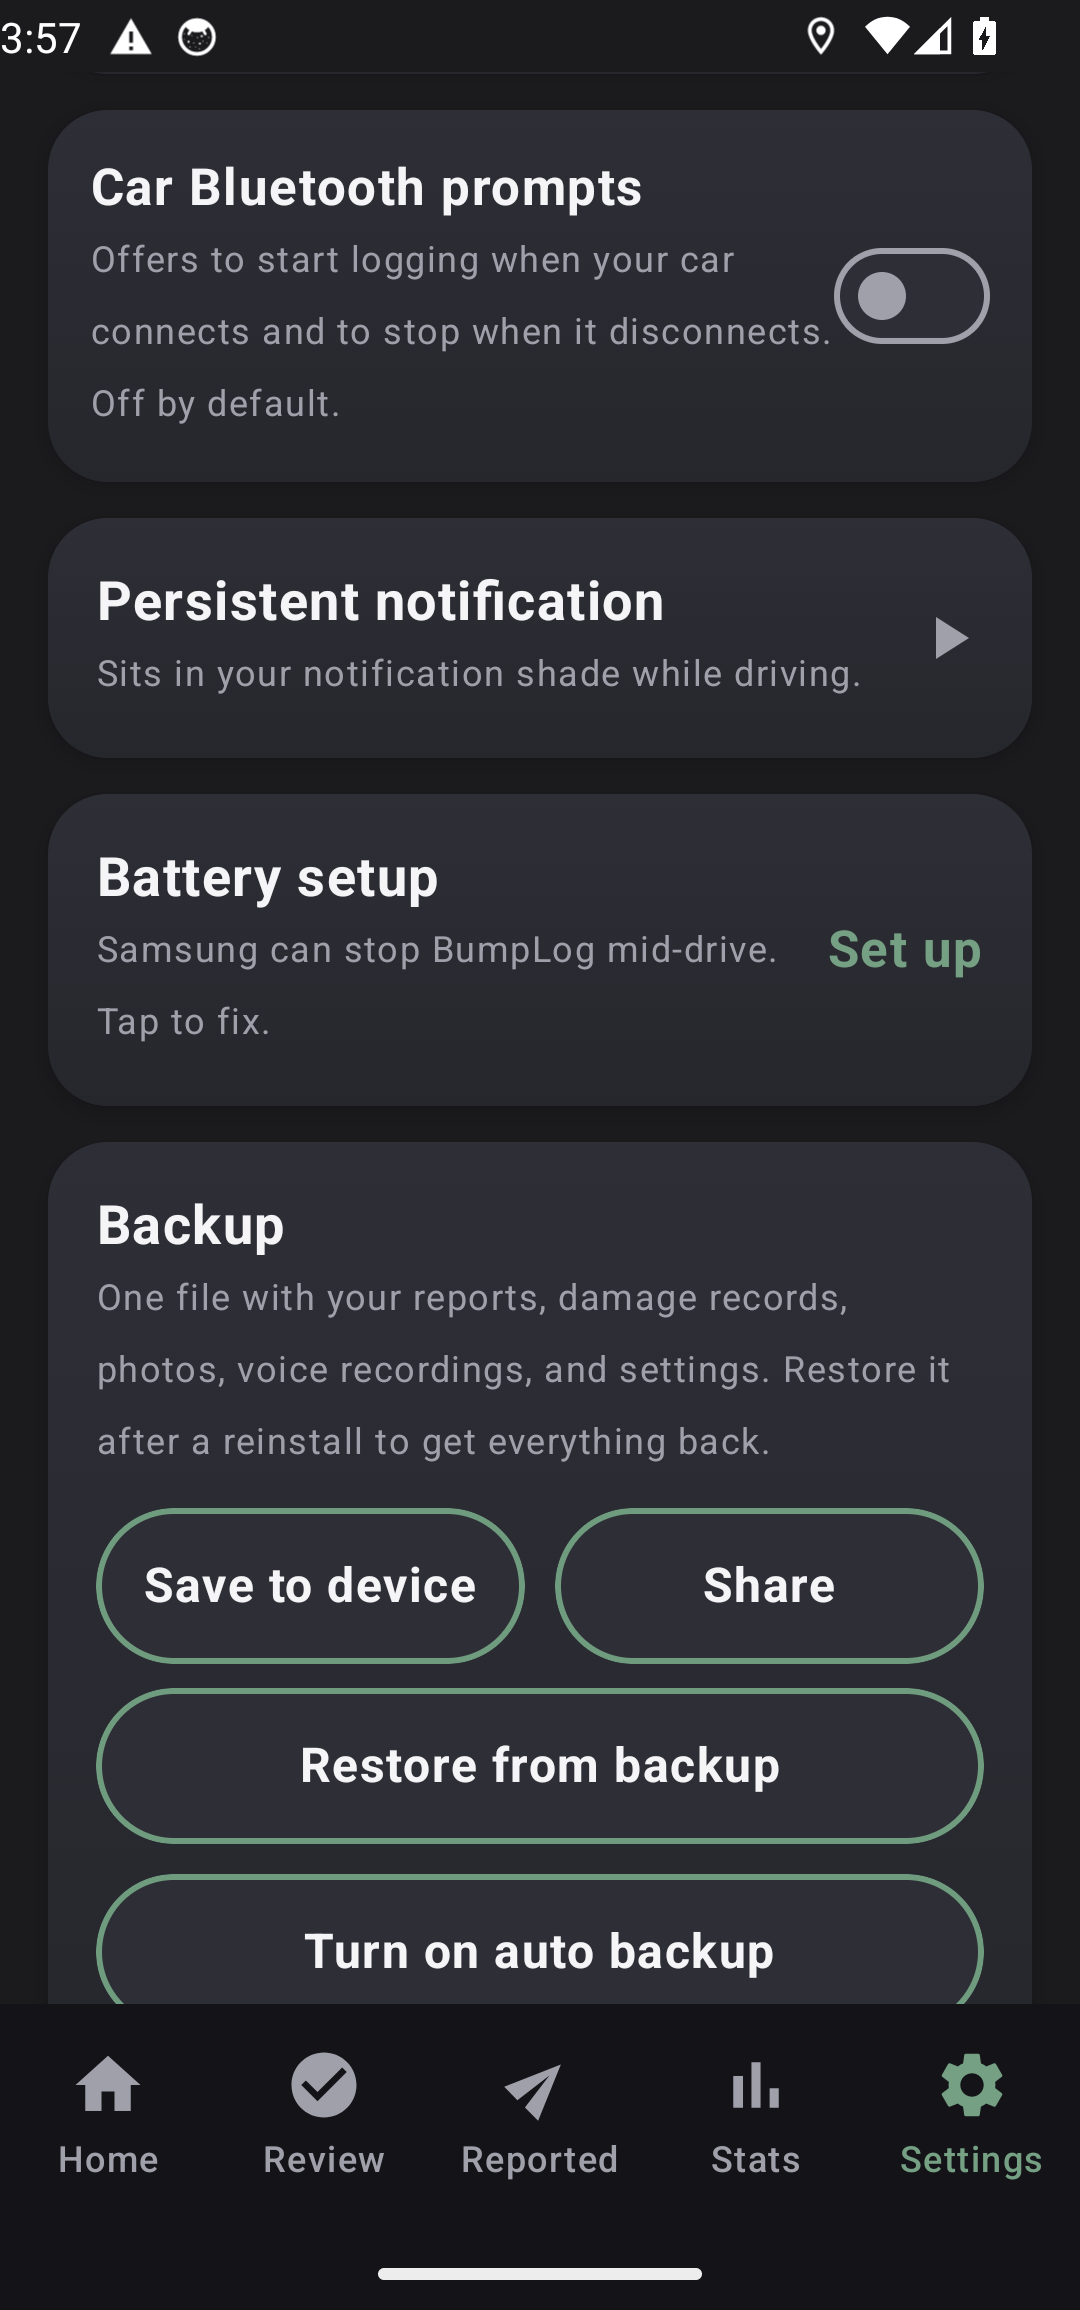 3:57
Car Bluetooth prompts
Offers to start logging when your car
connects and to stop when it disconnects.
Off by default.
Persistent notification
Sits in your notification shade while driving.
Battery setup
Samsung can stop BumpLog mid-drive.
Tap to fix.
Set up
Backup
One file with your reports, damage records,
photos, voice recordings, and settings. Restore it
after a reinstall to get everything back.
Save to device
Share
Restore from backup
Turn on auto backup
Home
Review
Reported
Stats
Settings